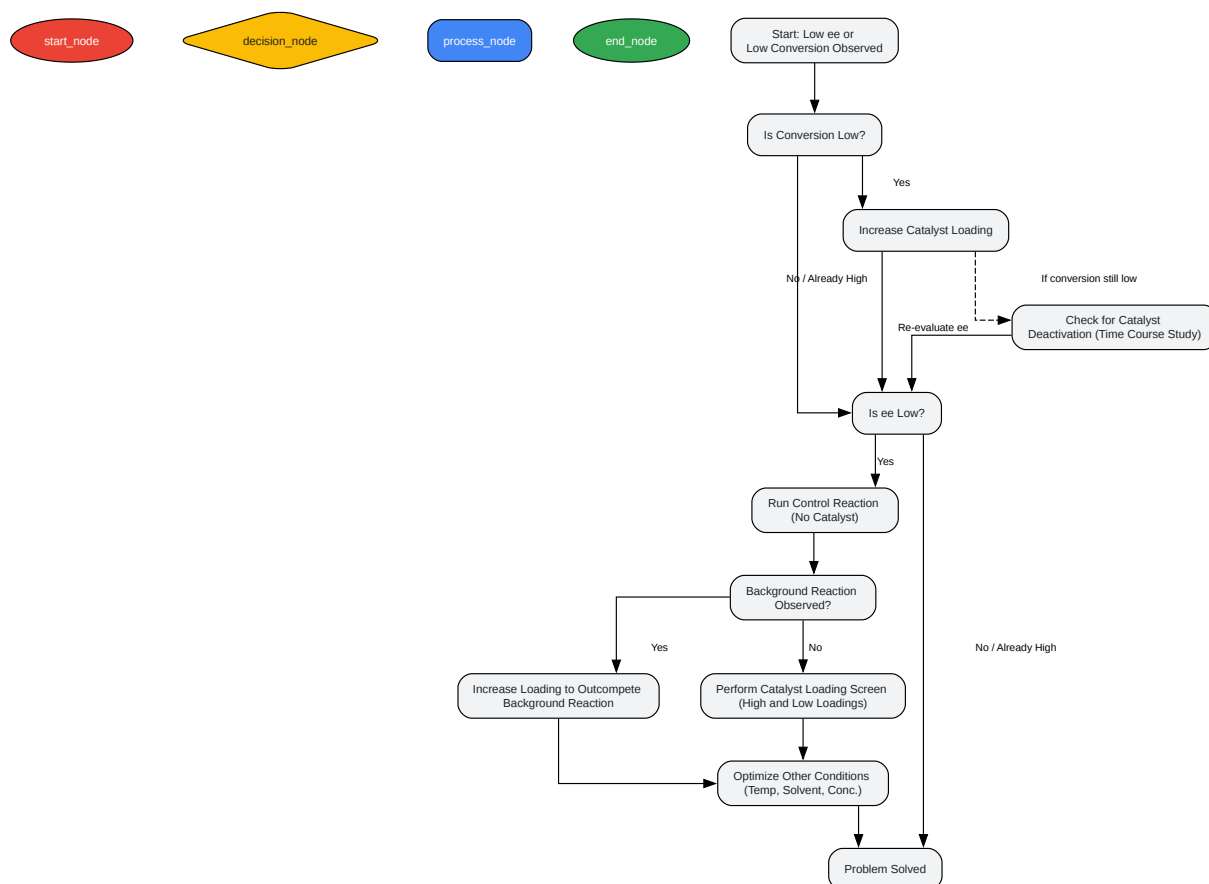 start_node
decision_node
process_node
end_node
Start: Low ee or
Low Conversion Observed
Is Conversion Low?
Yes
Increase Catalyst Loading
No / Already High
If conversion still low
Check for Catalyst
Deactivation (Time Course Study)
Re-evaluate ee
Is ee Low?
Yes
Run Control Reaction
(No Catalyst)
Background Reaction
Observed?
Yes
No
No / Already High
Increase Loading to Outcompete
Background Reaction
Perform Catalyst Loading Screen
(High and Low Loadings)
Optimize Other Conditions
(Temp, Solvent, Conc.)
Problem Solved